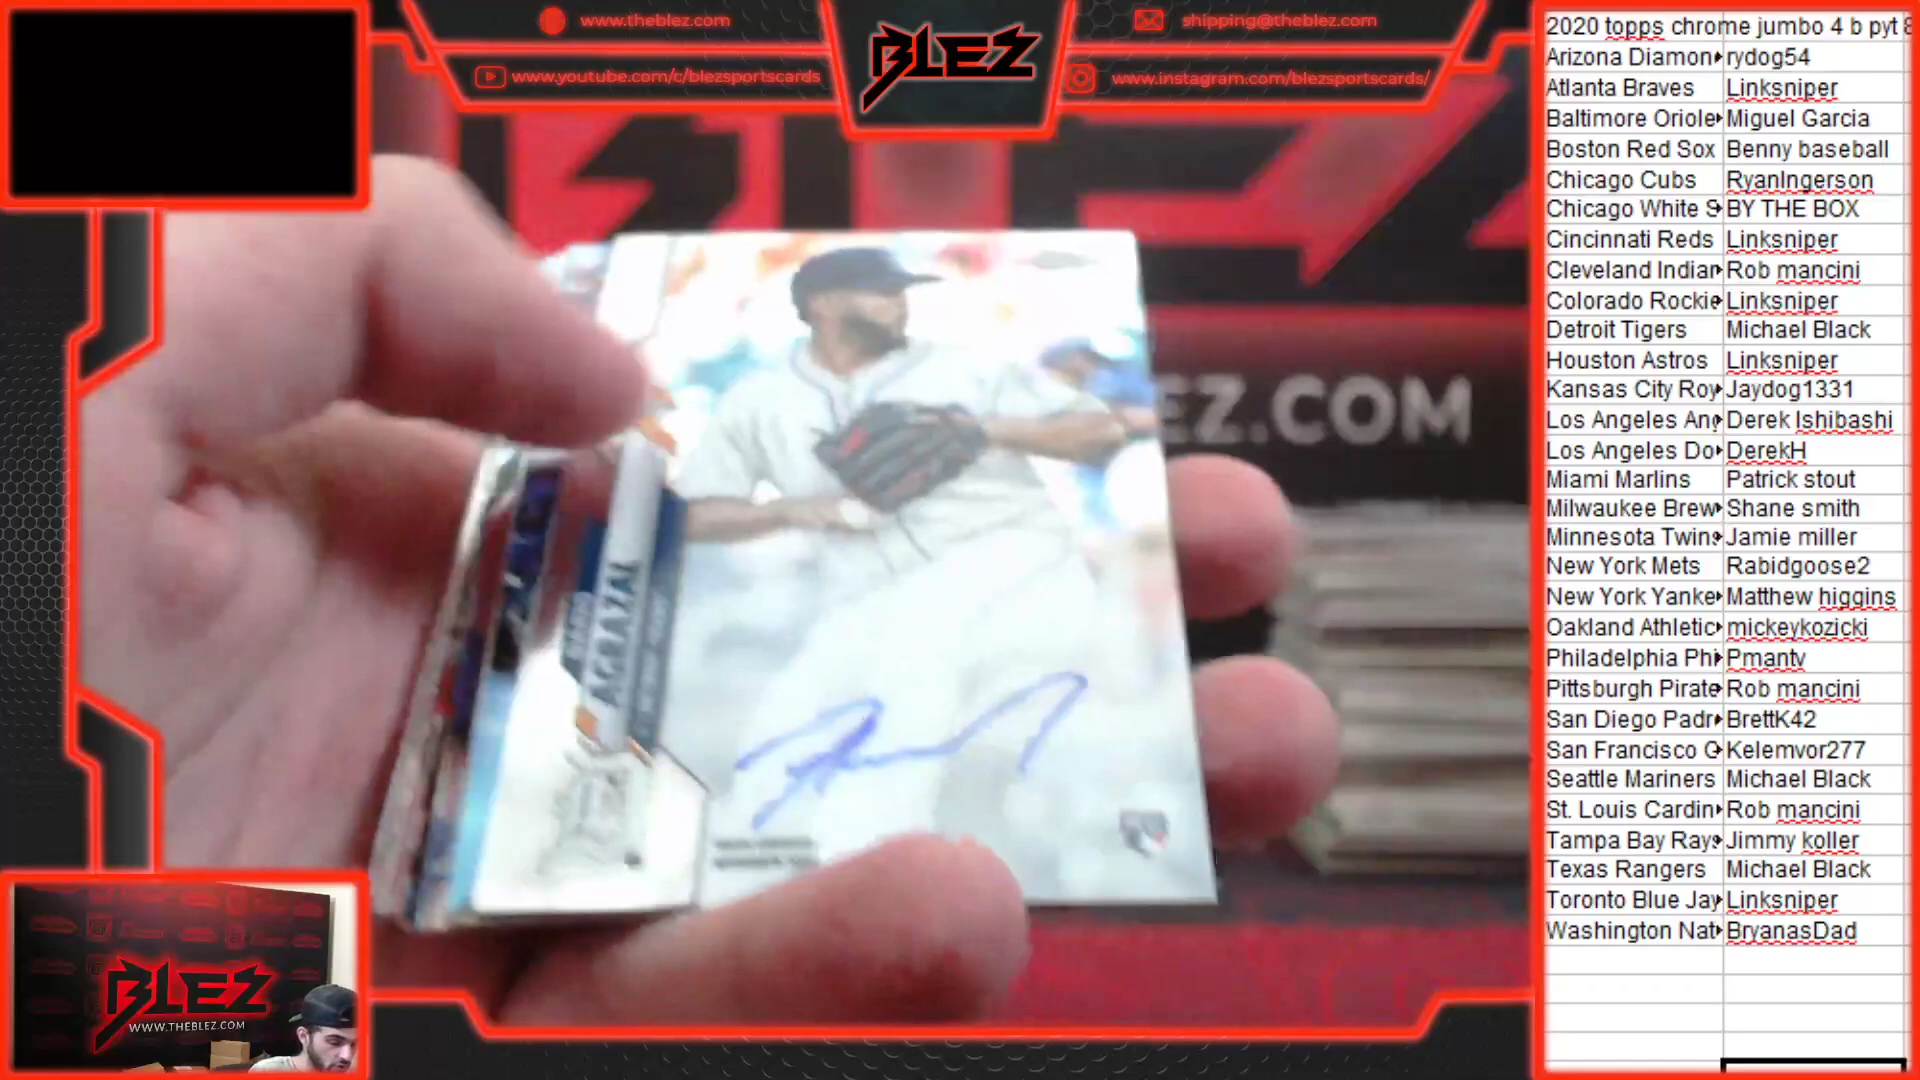 www.theblez.com
shipping@theblez.com
www.youtube.com/c/blezsportscards
BLEZ
www.instagram.com/blezsportscards/
EZ.COM
AGRAZAL
BLEZ
WWW.THEBLEZ.COM
2020 topps chrome jumbo 4 b pyt 8
Arizona Diamon rydog54
Atlanta Braves Linksniper
Baltimore Oriole Miguel Garcia
Boston Red Sox Benny baseball
Chicago Cubs RyanIngerson
Chicago White S BY THE BOX
Cincinnati Reds Linksniper
Cleveland Indian Rob mancini
Colorado Rockie Linksniper
Detroit Tigers Michael Black
Houston Astros Linksniper
Kansas City Roy Jaydog1331
Los Angeles Ang Derek Ishibashi
Los Angeles Do DerekH
Miami Marlins Patrick stout
Milwaukee Brew Shane smith
Minnesota Twins Jamie miller
New York Mets Rabidgoose2
New York Yanke Matthew higgins
Oakland Athletic mickeykozicki
Philadelphia Phi Pmantv
Pittsburgh Pirate Rob mancini
San Diego Padr BrettK42
San Francisco G Kelemvor277
Seattle Mariners Michael Black
St. Louis Cardin Rob mancini
Tampa Bay Rays Jimmy koller
Texas Rangers Michael Black
Toronto Blue Jay Linksniper
Washington Nat BryanasDad